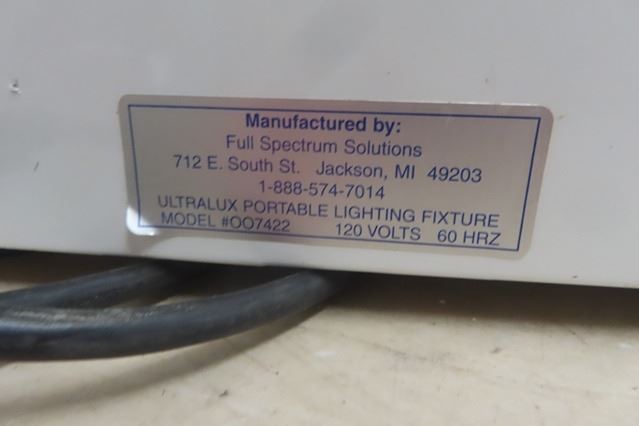 Manufactured by:
Full Spectrum Solutions
712 E. South St. Jackson, MI 49203
1-888-574-7014
ULTRALUX PORTABLE LIGHTING FIXTURE
MODEL #OO7422 120 VOLTS 60 HRZ